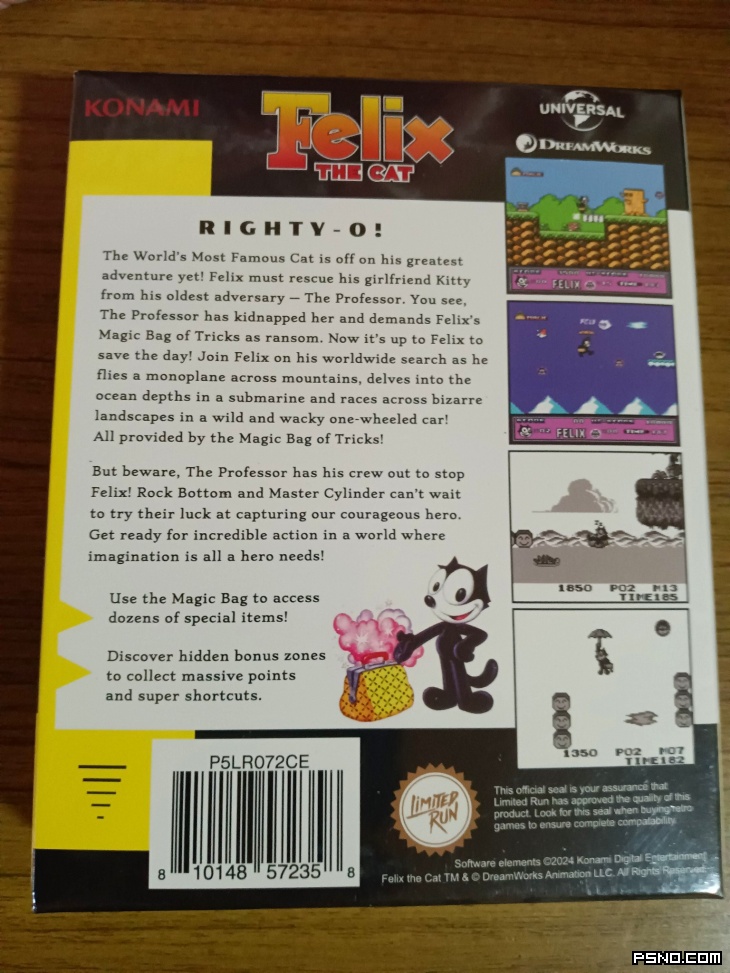 KONAMI
Felix
THE CAT
UNIVERSAL
DREAMWORKS
RIGHTY-O!
The World's Most Famous Cat is off on his greatest
adventure yet! Felix must rescue his girlfriend Kitty
from his oldest adversary — The Professor. You see,
The Professor has kidnapped her and demands Felix's
Magic Bag of Tricks as ransom. Now it's up to Felix to
save the day! Join Felix on his worldwide search as he
flies a monoplane across mountains, delves into the
ocean depths in a submarine and races across bizarre
landscapes in a wild and wacky one-wheeled car!
All provided by the Magic Bag of Tricks!
But beware, The Professor has his crew out to stop
Felix! Rock Bottom and Master Cylinder can't wait
to try their luck at capturing our courageous hero.
Get ready for incredible action in a world where
imagination is all a hero needs!
Use the Magic Bag to access
dozens of special items!
Discover hidden bonus zones
to collect massive points
and super shortcuts.
FELIX
TIME
FELIX
TIME
1850 P02 M13
TIME185
1350 P02 M07
TIME182
P5LR072CE
8 10148 57235 8
LIMITED
RUN
This official seal is your assurance that
Limited Run has approved the quality of this
product. Look for this seal when buying retro
games to ensure complete compatability.
Software elements ©2024 Konami Digital Entertainment
Felix the Cat TM & © DreamWorks Animation LLC. All Rights Reserved.
PSNO.COM